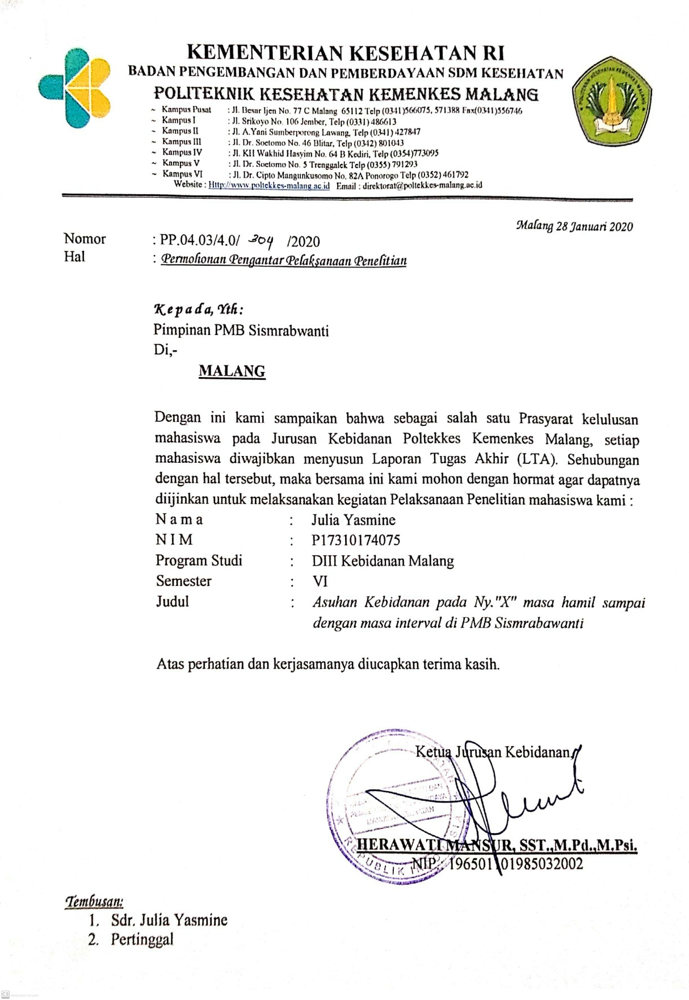 KEMENTERIAN KESEHATAN RI
BADAN PENGEMBANGAN DAN PEMBERDAYAAN SDM KESEHATAN
POLITEKNIK KESEHATAN KEMENKES MALANG
~ Kampus Pusat : Jl. Besar Ijen No. 77 C Malang 65112 Telp (0341)566075, 571388 Fax(0341)556746
~ Kampus I : Jl. Srikoyo No. 106 Jember, Telp (0331) 486613
~ Kampus II : Jl. A.Yani Sumberporong Lawang, Telp (0341) 427847
~ Kampus III : Jl. Dr. Soetomo No. 46 Blitar, Telp (0342) 801043
~ Kampus IV : Jl. KH Wakhid Hasyim No. 64 B Kediri, Telp (0354)773095
~ Kampus V : Jl. Dr. Soetomo No. 5 Trenggalek Telp (0355) 791293
~ Kampus VI : Jl. Dr. Cipto Mangunkusomo No. 82A Ponorogo Telp (0352) 461792
Website : Http://www.poltekkes-malang.ac.id Email : direktorat@poltekkes-malang.ac.id
Malang 28 Januari 2020
Nomor : PP.04.03/4.0/ 304 /2020
Hal : Permohonan Pengantar Pelaksanaan Penelitian
Kepada, Yth:
Pimpinan PMB Sismrabwanti
Di,-
MALANG
Dengan ini kami sampaikan bahwa sebagai salah satu Prasyarat kelulusan
mahasiswa pada Jurusan Kebidanan Poltekkes Kemenkes Malang, setiap
mahasiswa diwajibkan menyusun Laporan Tugas Akhir (LTA). Sehubungan
dengan hal tersebut, maka bersama ini kami mohon dengan hormat agar dapatnya
diijinkan untuk melaksanakan kegiatan Pelaksanaan Penelitian mahasiswa kami :
N a m a : Julia Yasmine
N I M : P17310174075
Program Studi : DIII Kebidanan Malang
Semester : VI
Judul : Asuhan Kebidanan pada Ny."X" masa hamil sampai
dengan masa interval di PMB Sismrabawanti
Atas perhatian dan kerjasamanya diucapkan terima kasih.
Ketua Jurusan Kebidanan,
REPUBLIK INDONESIA
HERAWATI MANSUR, SST.,M.Pd.,M.Psi.
NIP. 196501101985032002
Tembusan:
1. Sdr. Julia Yasmine
2. Pertinggal
CS